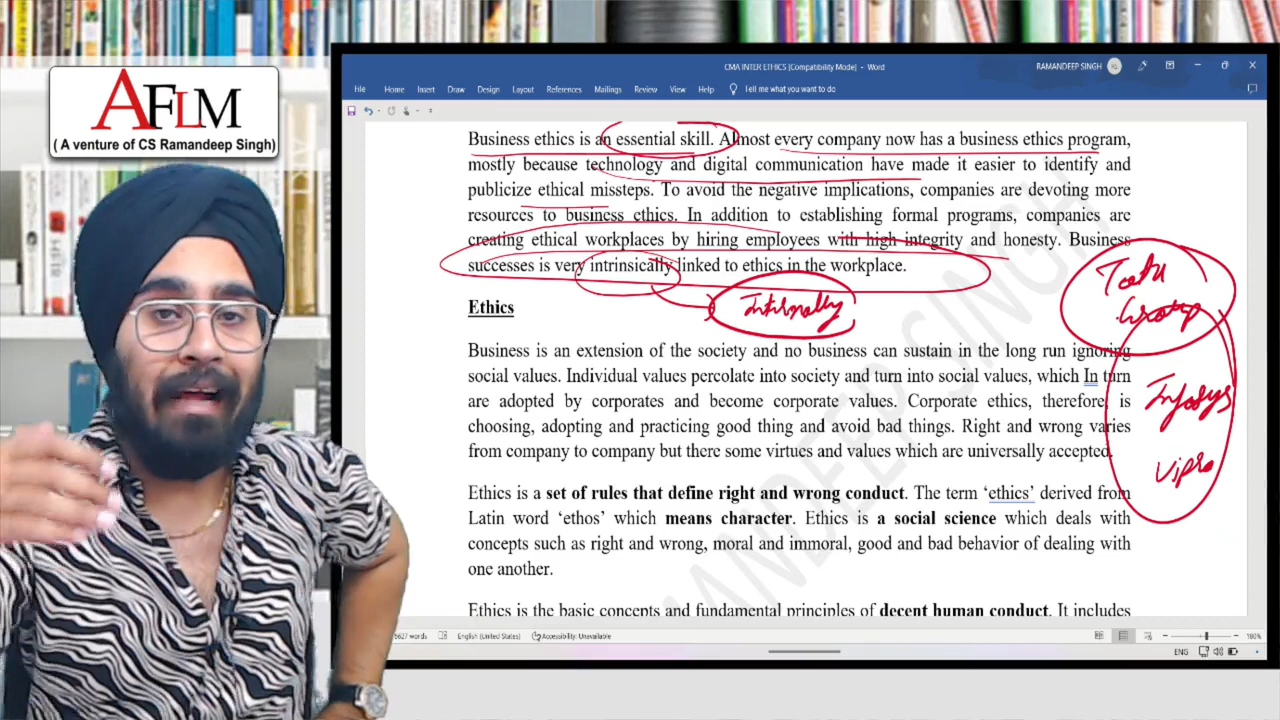 AFLM
( A venture of CS Ramandeep Singh)
CMA INTER ETHICS [Compatibility Mode] - Word
RAMANDEEP SINGH
File Home Insert Draw Design Layout References Mailings Review View Help Tell me what you want to do
Business ethics is an essential skill. Almost every company now has a business ethics program,
mostly because technology and digital communication have made it easier to identify and
publicize ethical missteps. To avoid the negative implications, companies are devoting more
resources to business ethics. In addition to establishing formal programs, companies are
creating ethical workplaces by hiring employees with high integrity and honesty. Business
successes is very intrinsically linked to ethics in the workplace.
Internally
Tata
Group
Ethics
Business is an extension of the society and no business can sustain in the long run ignoring
social values. Individual values percolate into society and turn into social values, which In turn
are adopted by corporates and become corporate values. Corporate ethics, therefore, is
choosing, adopting and practicing good thing and avoid bad things. Right and wrong varies
from company to company but there some virtues and values which are universally accepted.
Infosys
Vipro
Ethics is a set of rules that define right and wrong conduct. The term ‘ethics’ derived from
Latin word ‘ethos’ which means character. Ethics is a social science which deals with
concepts such as right and wrong, moral and immoral, good and bad behavior of dealing with
one another.
Ethics is the basic concepts and fundamental principles of decent human conduct. It includes
MANDEEP SINGH
6627 words English (United States) Accessibility: Unavailable
180%
ENG